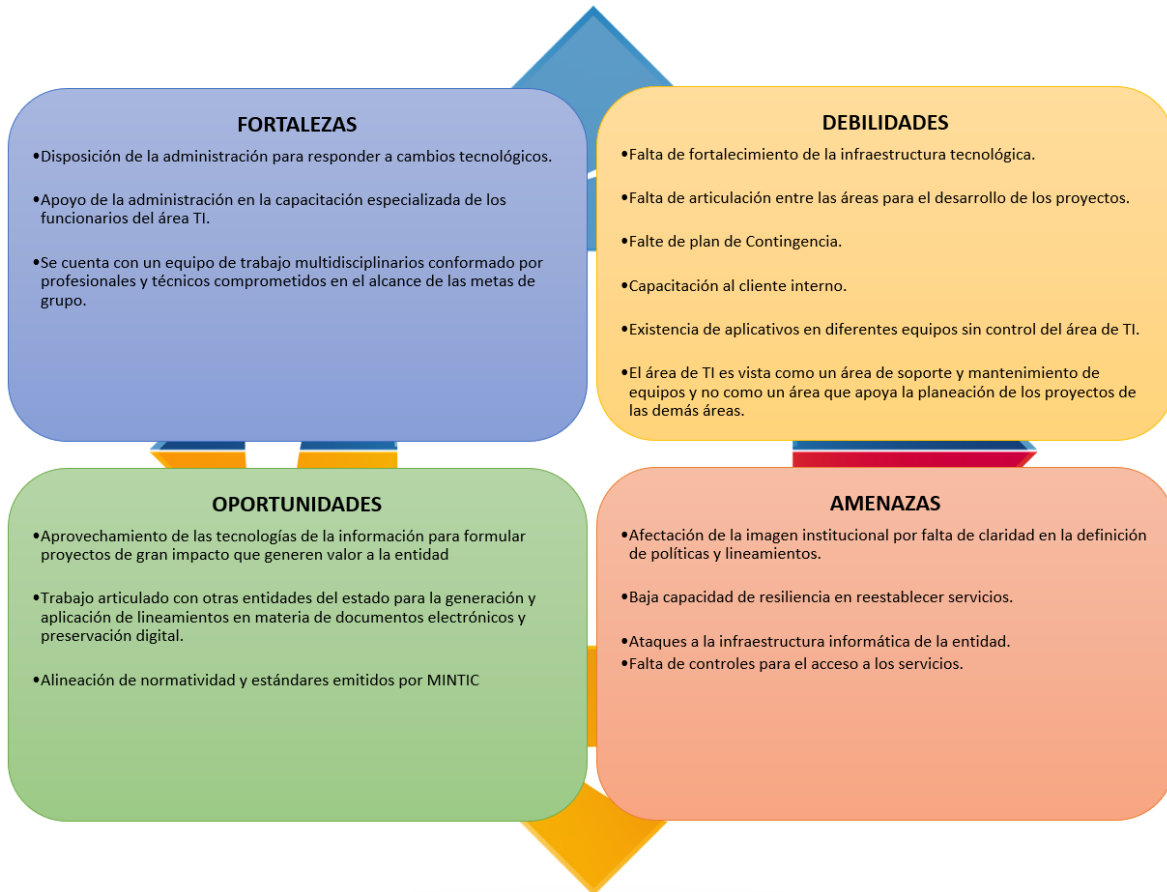 FORTALEZAS
•Disposición de la administración para responder a cambios tecnológicos.
•Apoyo de la administración en la capacitación especializada de los
funcionarios del área TI.
•Se cuenta con un equipo de trabajo multidisciplinarios conformado por
profesionales y técnicos comprometidos en el alcance de las metas de
grupo.
DEBILIDADES
•Falta de fortalecimiento de la infraestructura tecnológica.
•Falta de articulación entre las áreas para el desarrollo de los proyectos.
•Falte de plan de Contingencia.
•Capacitación al cliente interno.
•Existencia de aplicativos en diferentes equipos sin control del área de TI.
•El área de TI es vista como un área de soporte y mantenimiento de
equipos y no como un área que apoya la planeación de los proyectos de
las demás áreas.
OPORTUNIDADES
•Aprovechamiento de las tecnologías de la información para formular
proyectos de gran impacto que generen valor a la entidad
•Trabajo articulado con otras entidades del estado para la generación y
aplicación de lineamientos en materia de documentos electrónicos y
preservación digital.
•Alineación de normatividad y estándares emitidos por MINTIC
AMENAZAS
•Afectación de la imagen institucional por falta de claridad en la definición
de políticas y lineamientos.
•Baja capacidad de resiliencia en reestablecer servicios.
•Ataques a la infraestructura informática de la entidad.
•Falta de controles para el acceso a los servicios.